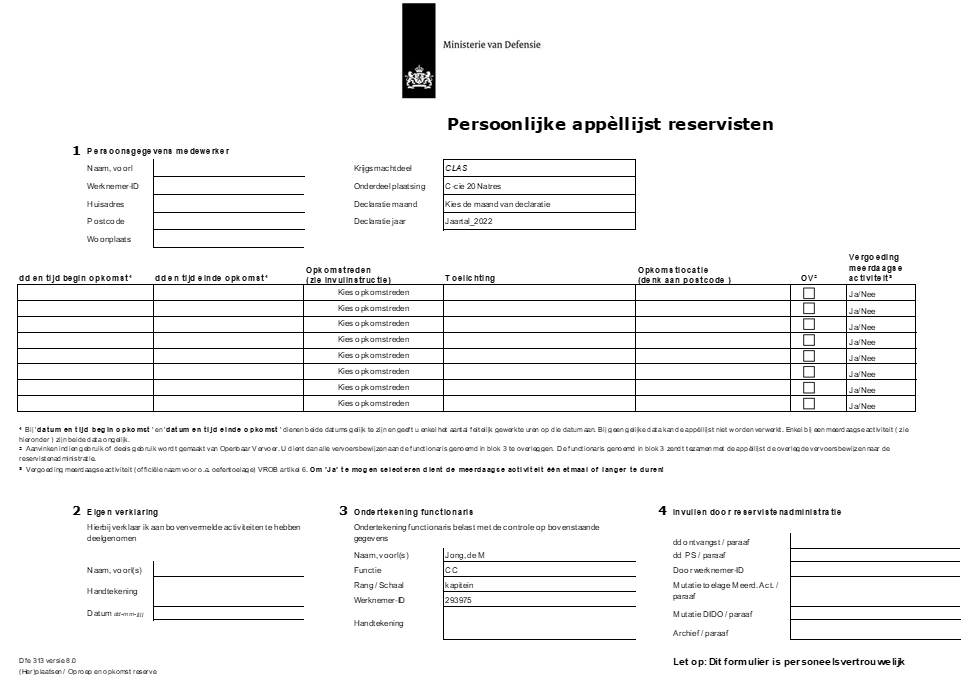 Ministerie van Defensie
Persoonlijke appèllijst reservisten
1 Persoonsgegevens medewerker
Naam, voorl
Krijgsmachtdeel CLAS
Werknemer-ID
Onderdeel plaatsing C-cie 20 Natres
Huisadres
Declaratie maand Kies de maand van declaratie
Postcode
Declaratie jaar Jaartal_2022
Woonplaats
dd en tijd begin opkomst¹ dd en tijd einde opkomst¹ Opkomstreden (zie invulinstructie) Toelichting Opkomstlocatie (denk aan postcode ) OV² Vergoeding meerdaagse activiteit³
Kies opkomstreden Ja/Nee
Kies opkomstreden Ja/Nee
Kies opkomstreden Ja/Nee
Kies opkomstreden Ja/Nee
Kies opkomstreden Ja/Nee
Kies opkomstreden Ja/Nee
Kies opkomstreden Ja/Nee
Kies opkomstreden Ja/Nee
¹ Bij 'datum en tijd begin opkomst' en 'datum en tijd einde opkomst' dienen beide datums gelijk te zijn en geeft u enkel het aantal feitelijk gewerkte uren op die datum aan. Bij geen gelijke data kan de appèllijst niet worden verwerkt. Enkel bij een meerdaagse activiteit ( zie
hieronder ) zijn beide data ongelijk.
² Aanvinken indien gebruik of deels gebruik wordt gemaakt van Openbaar Vervoer. U dient dan alle vervoersbewijzen aan de functionaris genoemd in blok 3 te overleggen. De functionaris genoemd in blok 3 zendt tezamen met de appèllijst de overlegde vervoersbewijzen naar de
reservistenadministratie.
³ Vergoeding meerdaagse activiteit (officiële naam voor o.a. oefentoelage) VROB artikel 6. Om 'Ja' te mogen selecteren dient de meerdaagse activiteit één etmaal of langer te duren!
2 Eigen verklaring
Hierbij verklaar ik aan bovenvermelde activiteiten te hebben
deelgenomen
Naam, voorl(s)
Handtekening
Datum dd-mm-jjjj
3 Ondertekening functionaris
Ondertekening functionaris belast met de controle op bovenstaande
gegevens
Naam, voorl(s) Jong, de M
Functie CC
Rang / Schaal kapitein
Werknemer-ID 293975
Handtekening
4 Invullen door reservistenadministratie
dd ontvangst / paraaf
dd PS / paraaf
Door werknemer-ID
Mutatie toelage Meerd. Act. /
paraaf
Mutatie DIDO / paraaf
Archief / paraaf
Dfe 313 versie 8.0
(Her)plaatsen / Oproep en opkomst reserve
Let op: Dit formulier is personeelsvertrouwelijk